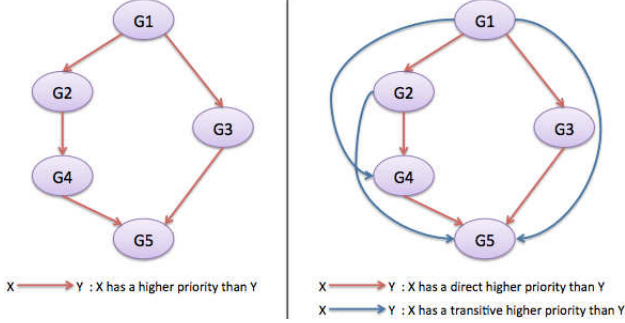 G1
G2
G3
G4
G5
X Y : X has a higher priority than Y
G1
G2
G3
G4
G5
X Y : X has a direct higher priority than Y
X Y : X has a transitive higher priority than Y